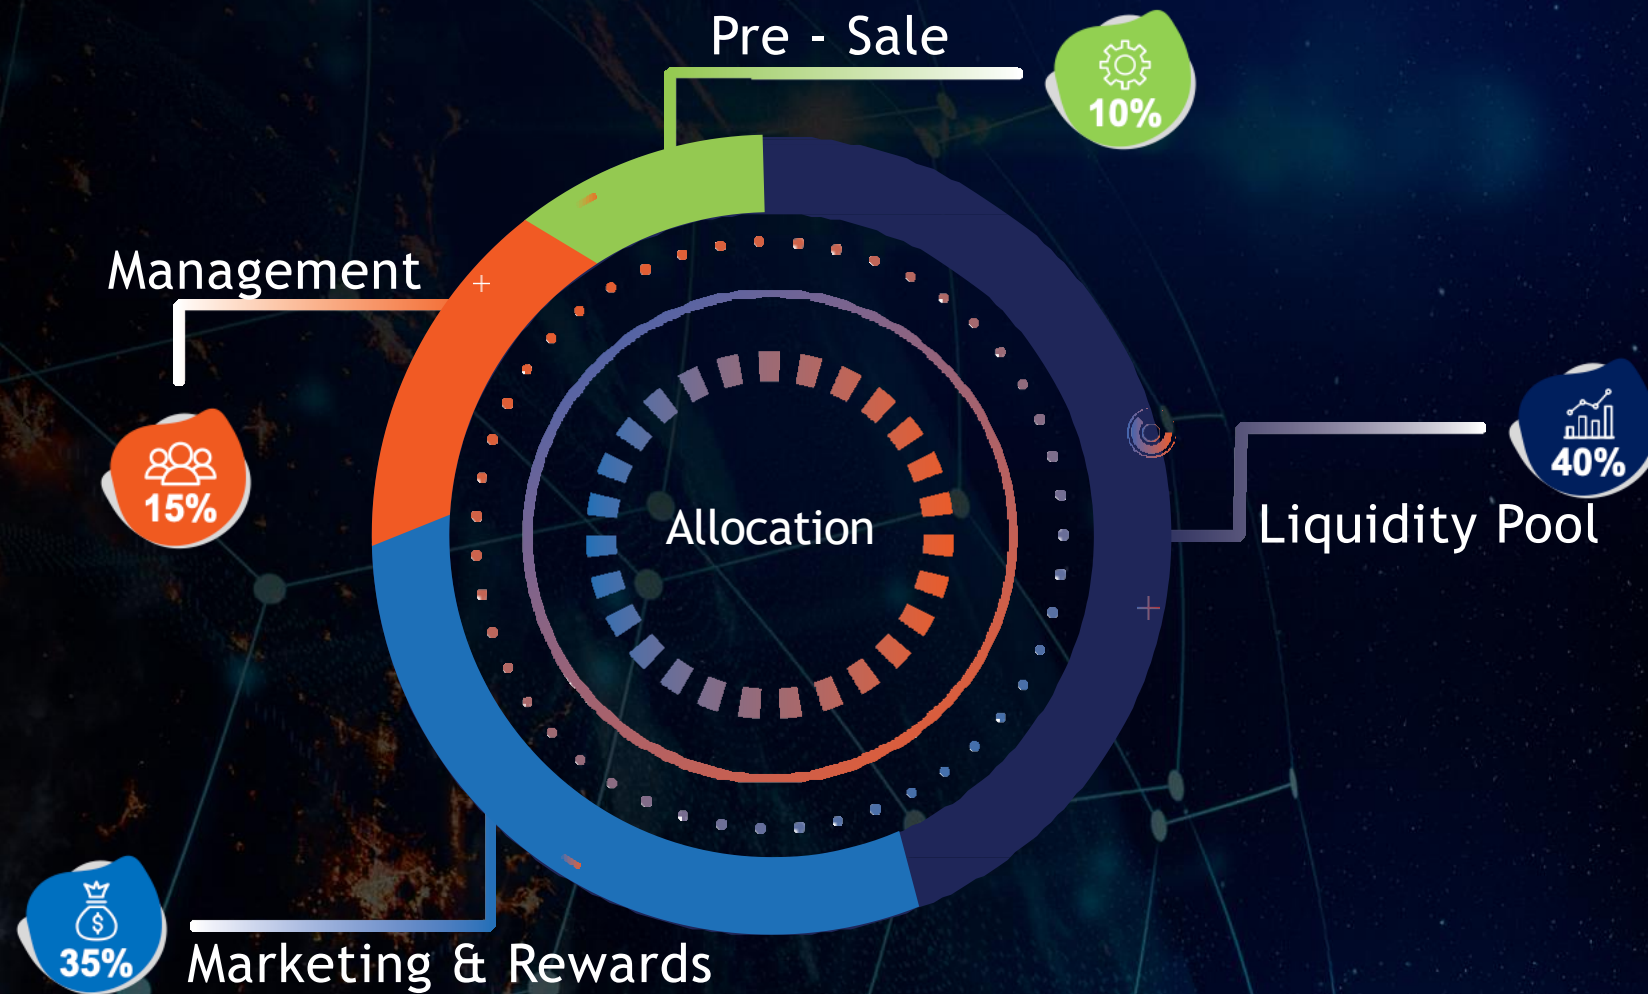 Pre - Sale
10%
Management
15%
40%
Liquidity Pool
Allocation
35%
Marketing & Rewards